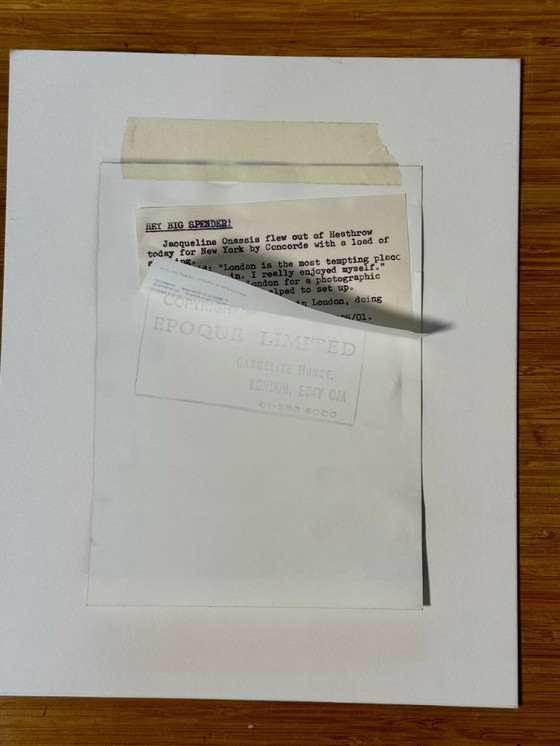 HEY BIG SPENDER!
Jacqueline Onassis flew out of Heathrow
today for New York by Concorde with a load of
"London is the most tempting place
in. I really enjoyed myself."
London for a photographic
helped to set up.
in London, doing
/01.
COPYRIGHT
EPOQUE LIMITED
HOUSE,
LONDON, EC4Y 0JA